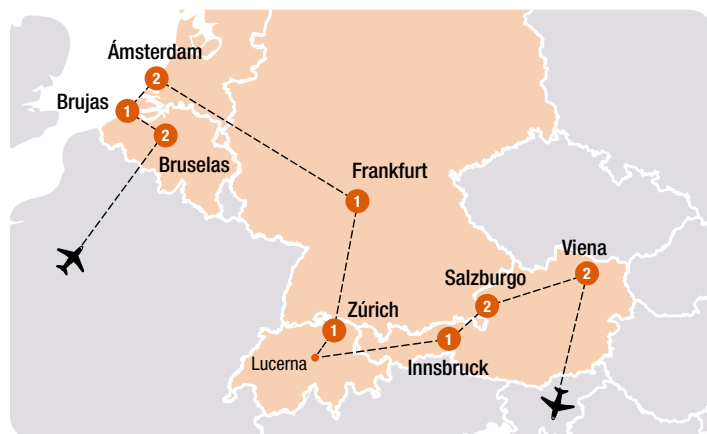 Ámsterdam
2
Brujas
1
2
Bruselas
Frankfurt
1
Viena
2
Salzburgo
2
Zúrich
1
1
Lucerna
Innsbruck